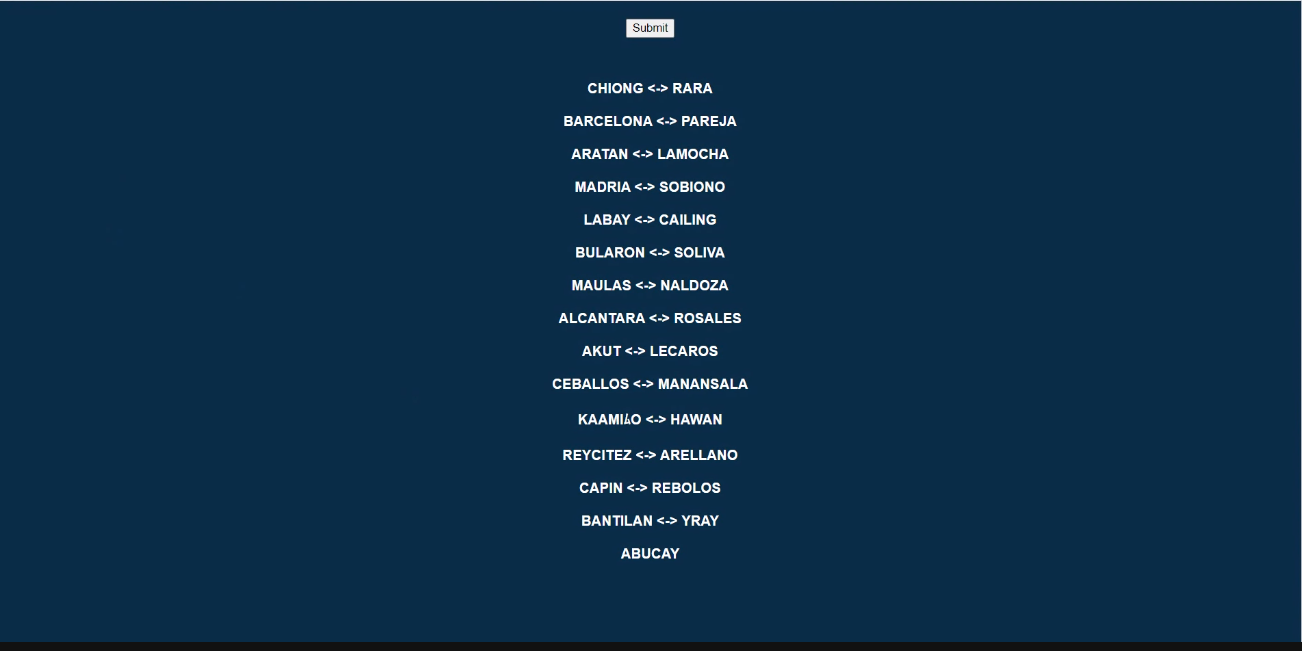 Submit
CHIONG <-> RARA
BARCELONA <-> PAREJA
ARATAN <-> LAMOCHA
MADRIA <-> SOBIONO
LABAY <-> CAILING
BULARON <-> SOLIVA
MAULAS <-> NALDOZA
ALCANTARA <-> ROSALES
AKUT <-> LECAROS
CEBALLOS <-> MANANSALA
<-> HAWAN
REYCITEZ <-> ARELLANO
CAPIN <-> REBOLOS
BANTILAN <-> YRAY
ABUCAY